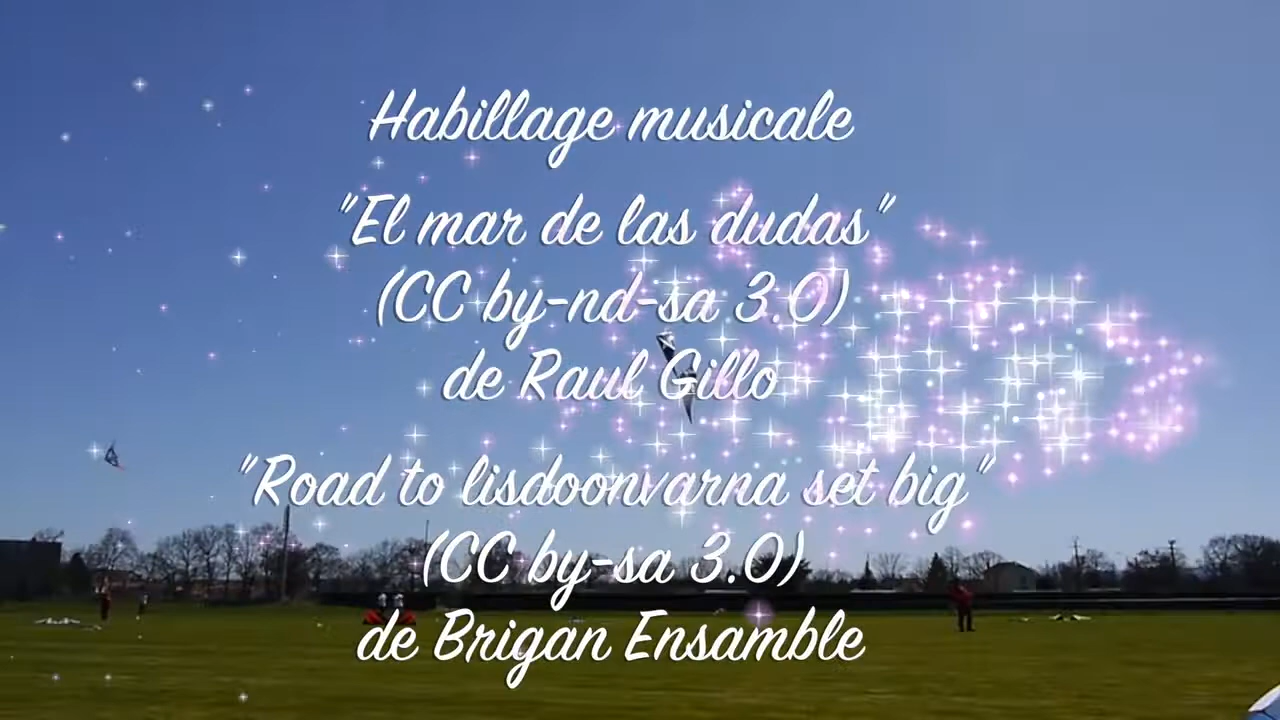 Habillage musicale
"El mar de las dudas"
(CC by-nd-sa 3.0)
de Raul Gillo
"Road to lisdoonvarna set big"
(CC by-sa 3.0)
de Brigan Ensamble